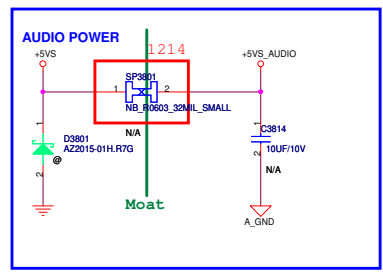 AUDIO POWER
1214
+5VS
+5VS_AUDIO
SP3801
1
2
NB_R0603_32MIL_SMALL
N/A
1
D3801
AZ2015-01H.R7G
@
2
1
C3814
10UF/10V
2
N/A
Moat
A_GND